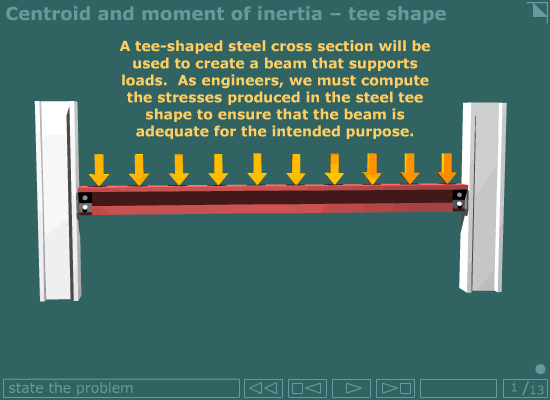 Centroid and moment of inertia – tee shape
A tee-shaped steel cross section will be
used to create a beam that supports
loads.  As engineers, we must compute
the stresses produced in the steel tee
shape to ensure that the beam is
adequate for the intended purpose.
state the problem
1/13